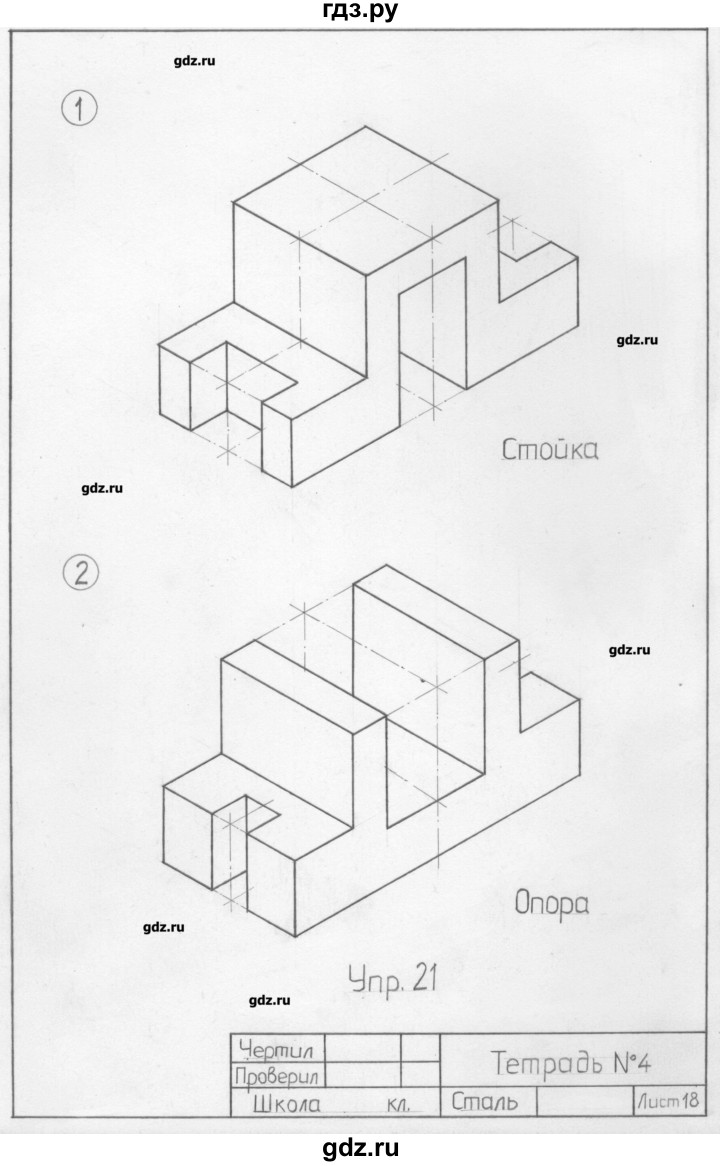 гдз.ру
gdz.ru
1
gdz.ru
Стойка
gdz.ru
2
gdz.ru
Опора
gdz.ru
Упр. 21
gdz.ru
Чертил
Тетрадь №4
Проверил
Школа кл. Сталь Лист 18
gdz.ru